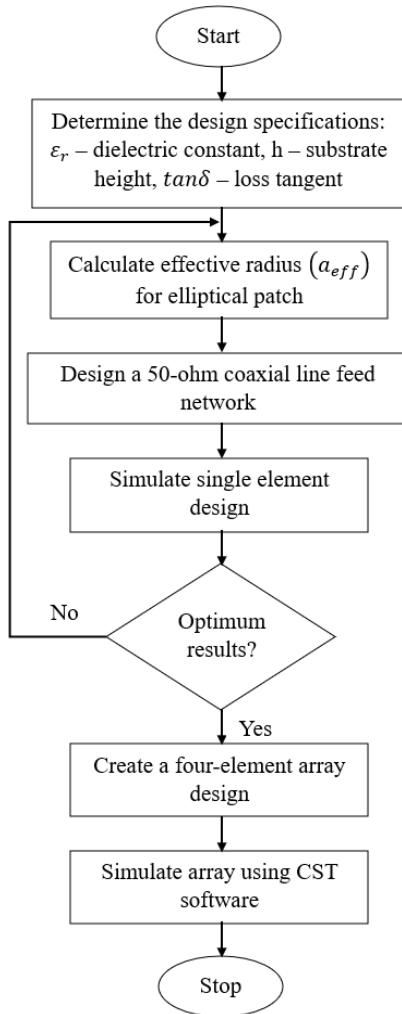 Start
Determine the design specifications:
𝜀𝑟 – dielectric constant, h – substrate
height, 𝑡𝑎𝑛𝛿 – loss tangent
Calculate effective radius (𝑎𝑒𝑓𝑓)
for elliptical patch
Design a 50-ohm coaxial line feed
network
Simulate single element
design
No
Optimum
results?
Yes
Create a four-element array
design
Simulate array using CST
software
Stop